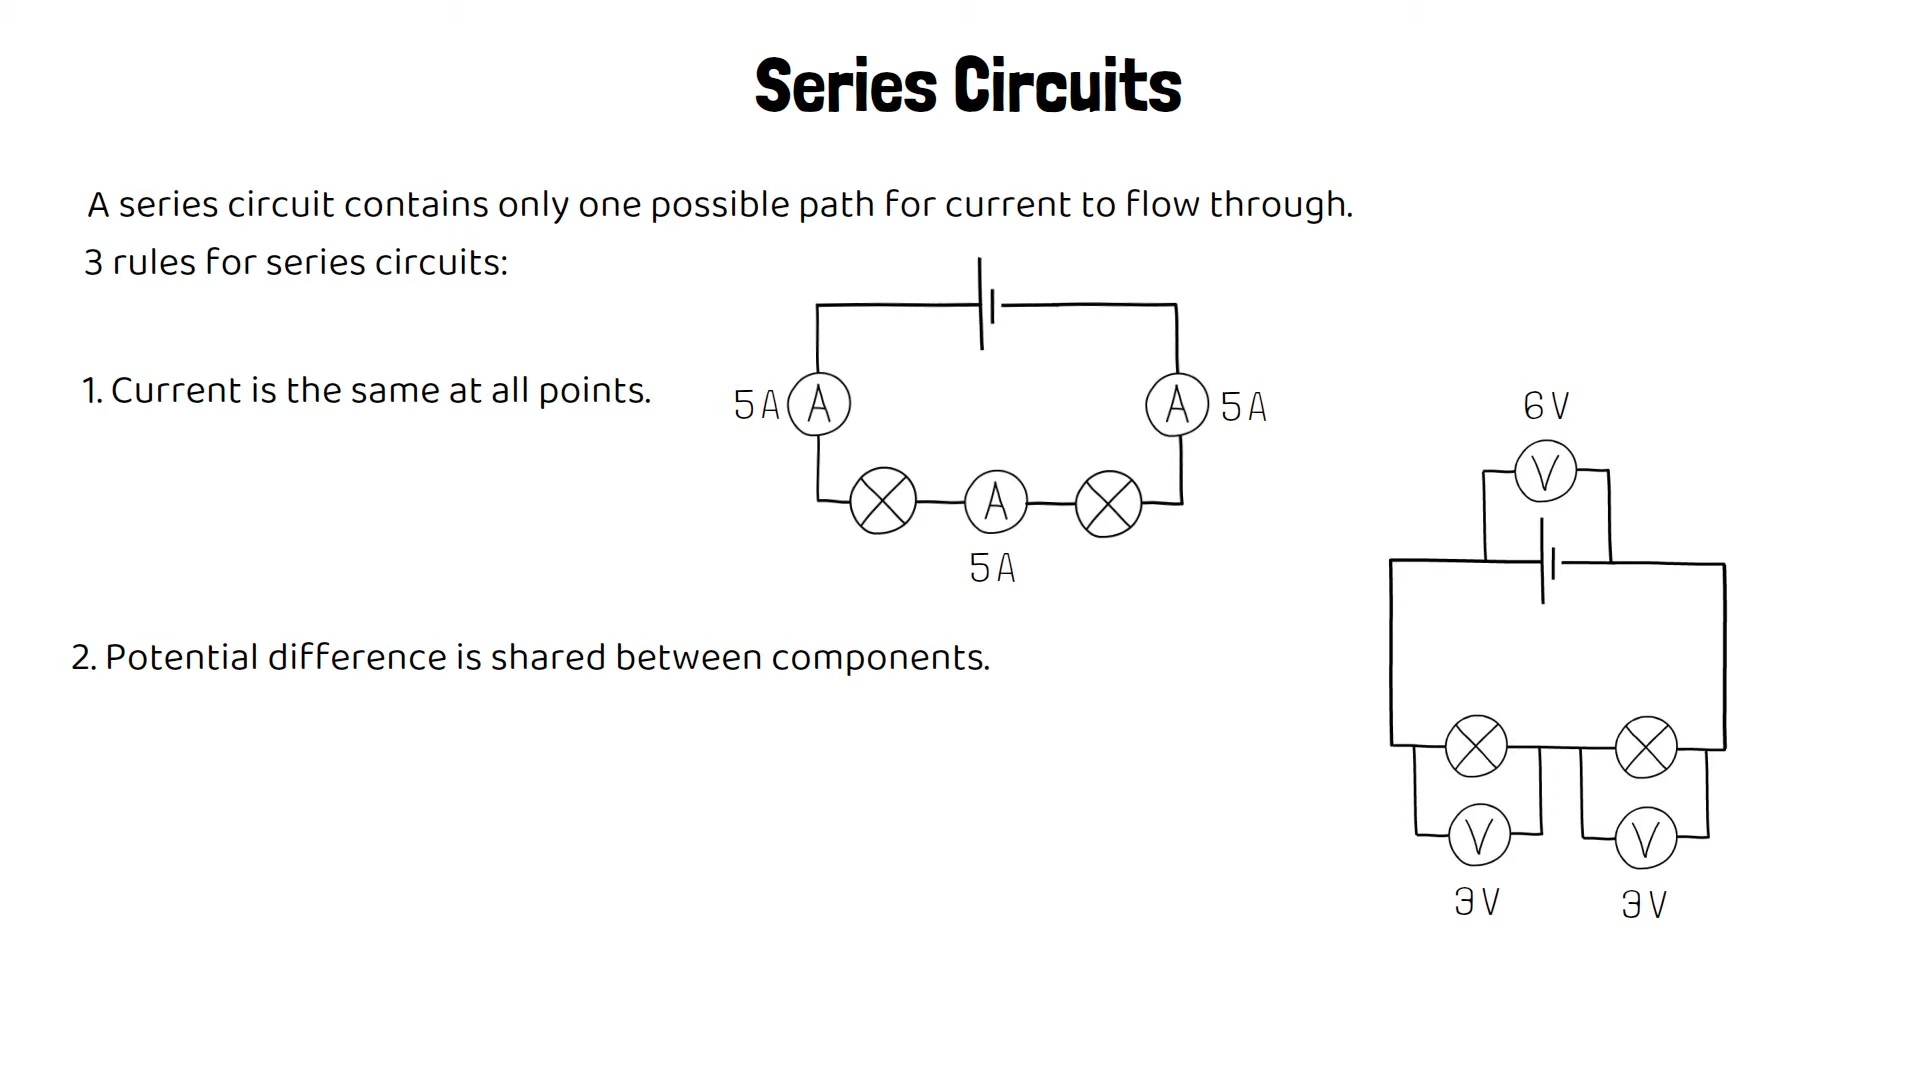 Series Circuits
A series circuit contains only one possible path for current to flow through.
3 rules for series circuits:
1. Current is the same at all points.
5A A
A 5A
A
5A
6V
V
2. Potential difference is shared between components.
V V
3V 3V